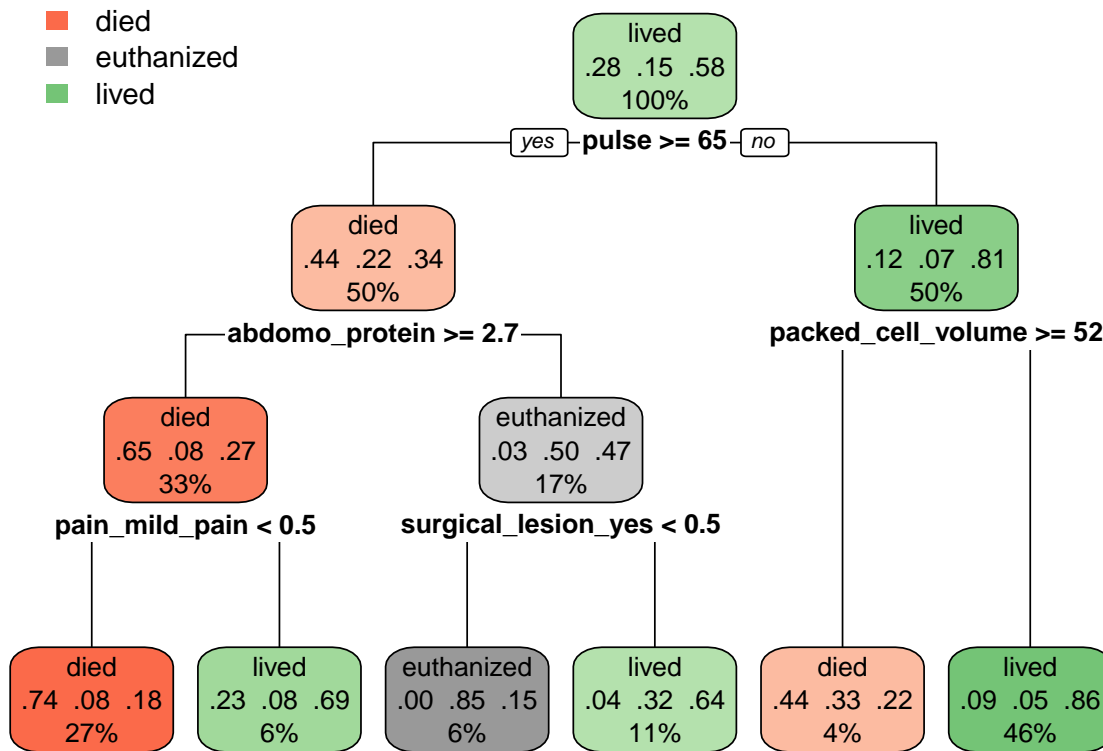 died
euthanized
lived
lived
.28 .15 .58
100%
yes pulse >= 65 no
died
.44 .22 .34
50%
lived
.12 .07 .81
50%
abdomo_protein >= 2.7
packed_cell_volume >= 52
died
.65 .08 .27
33%
euthanized
.03 .50 .47
17%
pain_mild_pain < 0.5
surgical_lesion_yes < 0.5
died
.74 .08 .18
27%
lived
.23 .08 .69
6%
euthanized
.00 .85 .15
6%
lived
.04 .32 .64
11%
died
.44 .33 .22
4%
lived
.09 .05 .86
46%